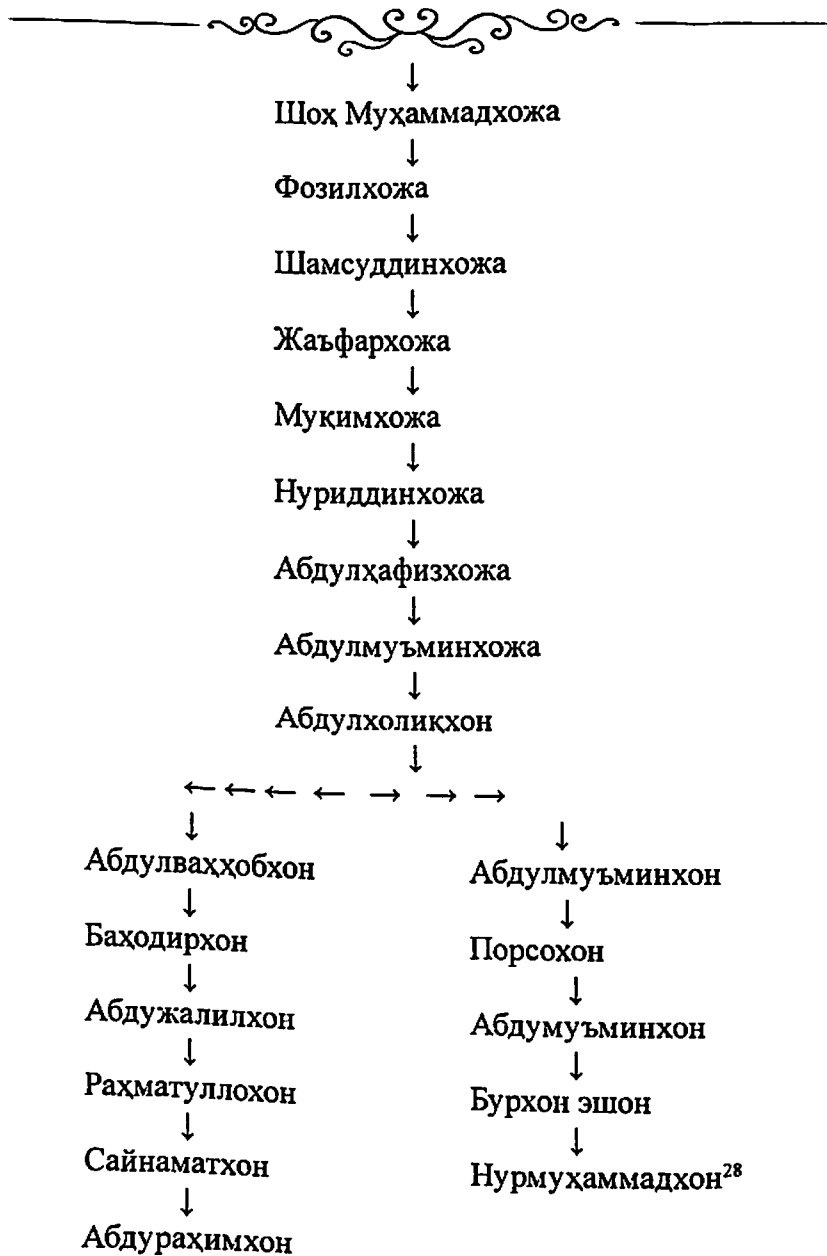 ↓
Шоҳ Муҳаммадхожа
↓
Фозилхожа
↓
Шамсуддинхожа
↓
Жаъфархожа
↓
Муқимхожа
↓
Нуриддинхожа
↓
Абдулҳафизхожа
↓
Абдулмуъминхожа
↓
Абдулхолиқхон
↓
← ← ← ← → → →
↓ ↓
Абдулваҳҳобхон Абдулмуъминхон
↓ ↓
Баҳодирхон Порсохон
↓ ↓
Абдужалилхон Абдумуъминхон
↓ ↓
Раҳматуллохон Бурхон эшон
↓ ↓
Сайнаматхон Нурмуҳаммадхон²⁸
↓
Абдураҳимхон